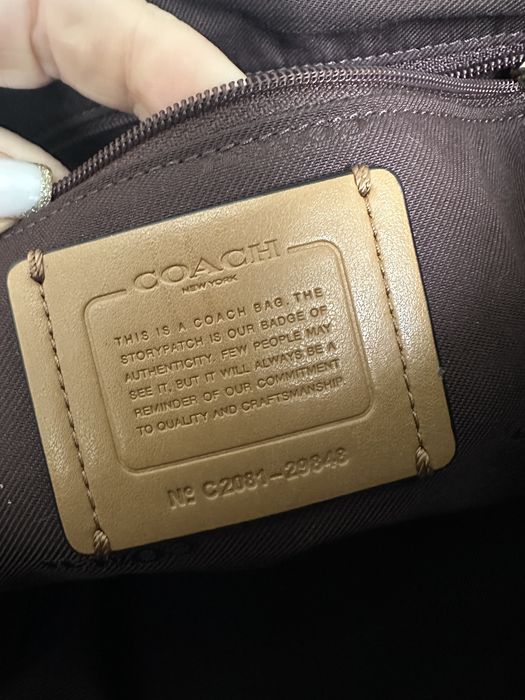 COACH
NEW YORK
THIS IS A COACH BAG. THE
STORYPATCH IS OUR BADGE OF
AUTHENTICITY. FEW PEOPLE MAY
SEE IT, BUT IT WILL ALWAYS BE A
REMINDER OF OUR COMMITMENT
TO QUALITY AND CRAFTSMANSHIP.
Nº C2081-29848